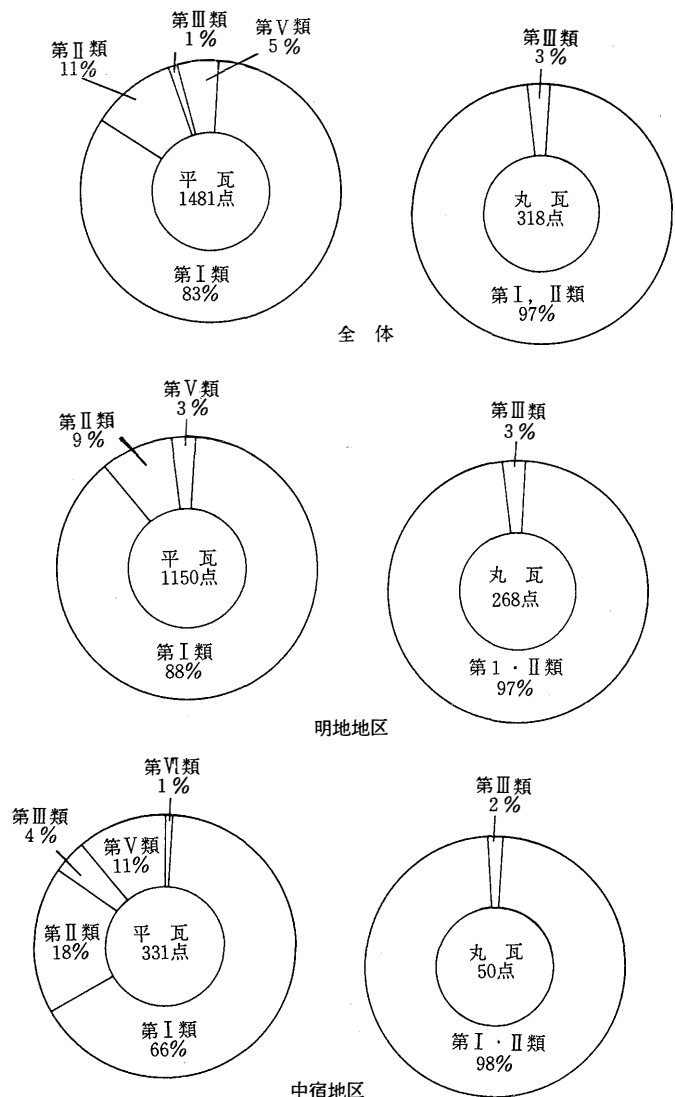 第Ⅲ類
1%
第Ⅴ類
5%
第Ⅱ類
11%
平 瓦
1481点
第Ⅰ類
83%
第Ⅲ類
3%
丸 瓦
318点
第Ⅰ，Ⅱ類
97%
全 体
第Ⅴ類
3%
第Ⅱ類
9%
平 瓦
1150点
第Ⅰ類
88%
第Ⅲ類
3%
丸 瓦
268点
第1・Ⅱ類
97%
明地地区
第Ⅵ類
1%
第Ⅲ類
4%
第Ⅴ類
11%
第Ⅱ類
18%
平 瓦
331点
第Ⅰ類
66%
第Ⅲ類
2%
丸 瓦
50点
第Ⅰ・Ⅱ類
98%
中宿地区